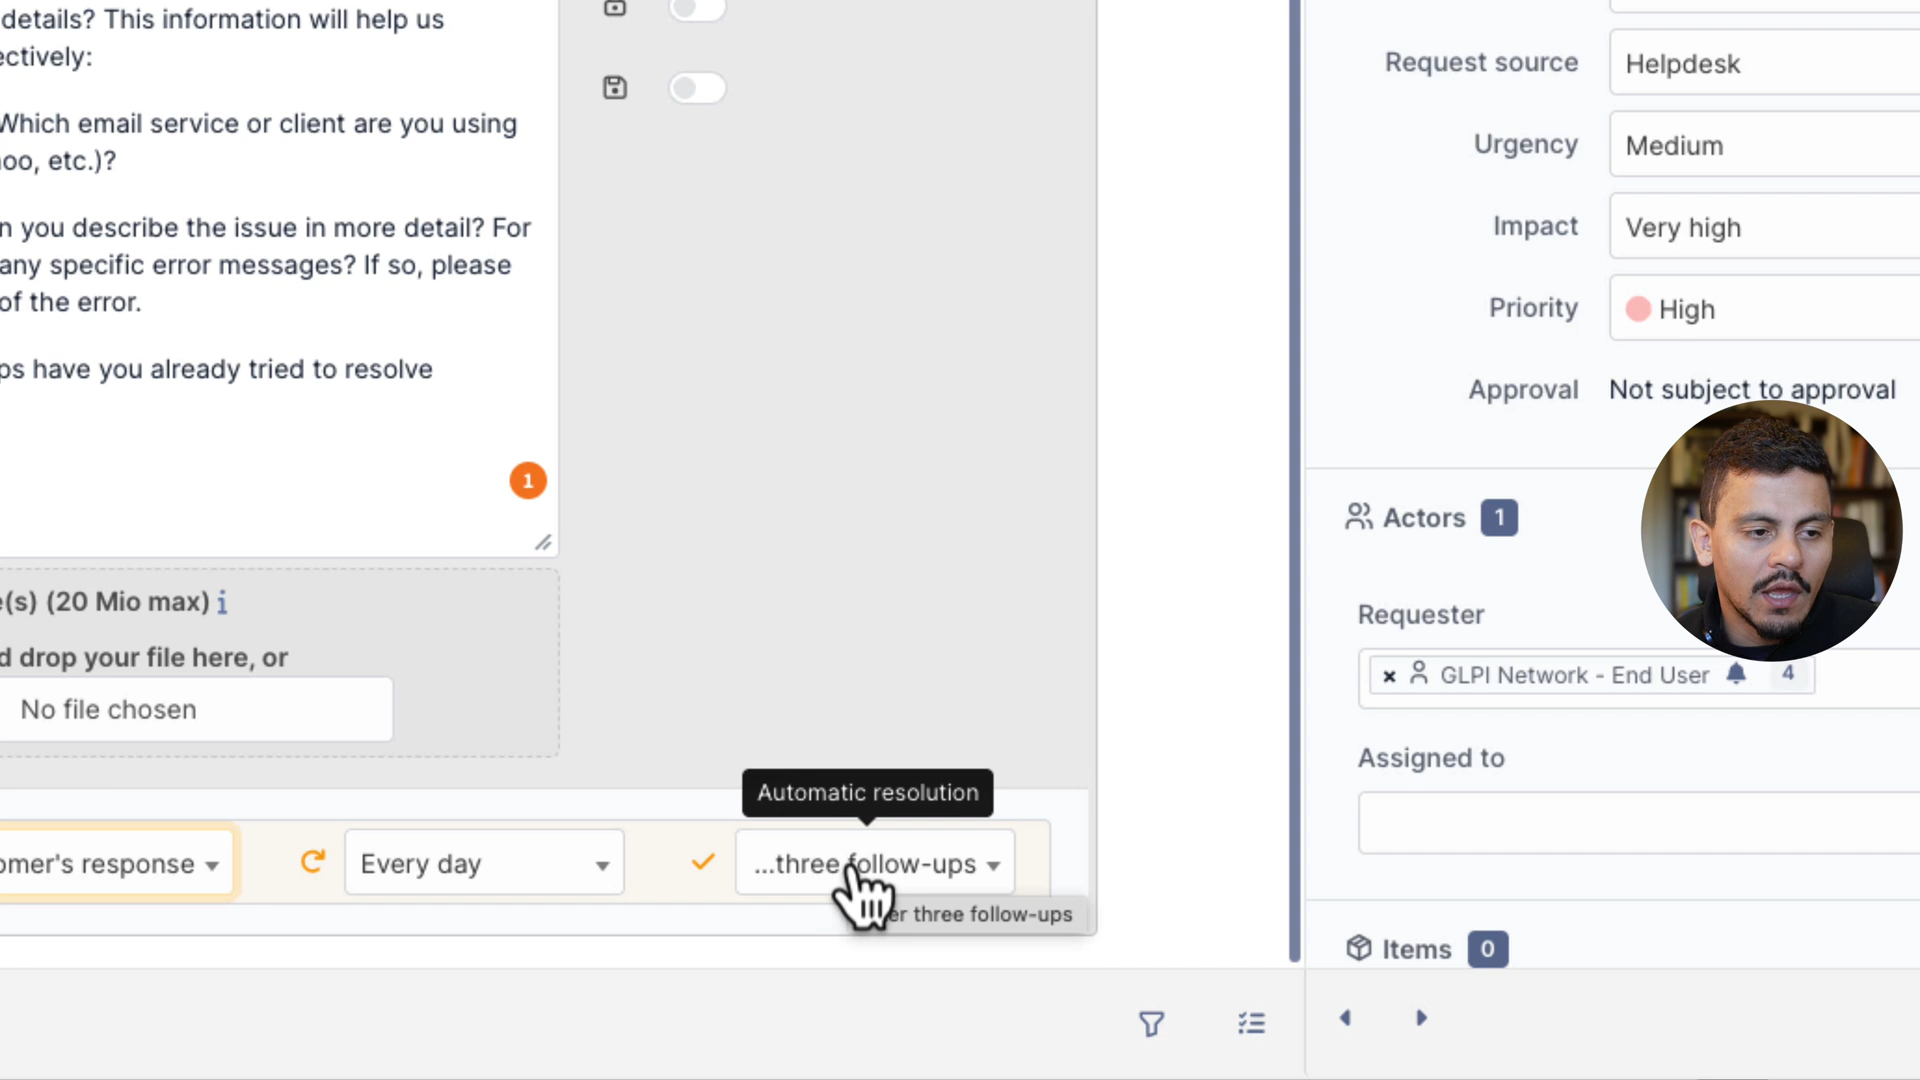 details? This information will help us
ectively:
Which email service or client are you using
oo, etc.)?
n you describe the issue in more detail? For
any specific error messages? If so, please
of the error.
ps have you already tried to resolve
1
e(s) (20 Mio max) i
d drop your file here, or
No file chosen
Automatic resolution
omer's response
Every day
...three follow-ups
er three follow-ups
Request source
Helpdesk
Urgency
Medium
Impact
Very high
Priority
High
Approval
Not subject to approval
Actors 1
Requester
× GLPI Network - End User 4
Assigned to
Items 0